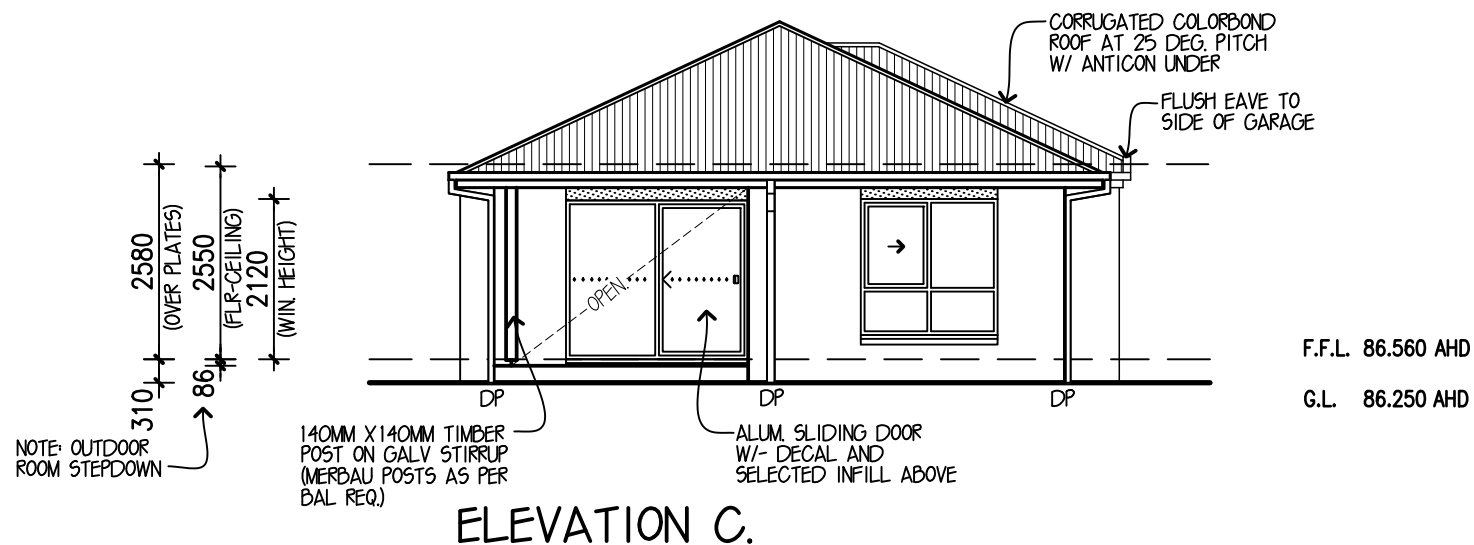 CORRUGATED COLORBOND
ROOF AT 25 DEG. PITCH
W/ ANTICON UNDER
FLUSH EAVE TO
SIDE OF GARAGE
2580
(OVER PLATES)
2550
(FLR-CEILING)
2120
(WIN. HEIGHT)
OPEN.
F.F.L. 86.560 AHD
G.L. 86.250 AHD
310
86
DP
DP
DP
NOTE: OUTDOOR
ROOM STEPDOWN
140MM X 140MM TIMBER
POST ON GALV STIRRUP
(MERBAU POSTS AS PER
BAL REQ.)
ALUM. SLIDING DOOR
W/- DECAL AND
SELECTED INFILL ABOVE
ELEVATION C.